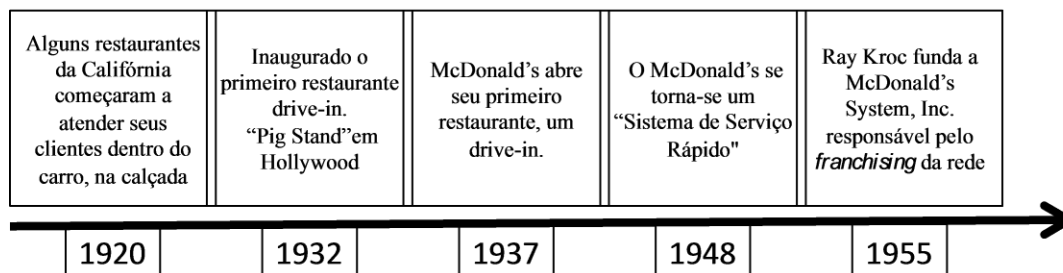 Alguns restaurantes
da Califórnia
começaram a
atender seus
clientes dentro do
carro, na calçada
Inaugurado o
primeiro restaurante
drive-in.
“Pig Stand”em
Hollywood
McDonald’s abre
seu primeiro
restaurante, um
drive-in.
O McDonald’s se
torna-se um
“Sistema de Serviço
Rápido"
Ray Kroc funda a
McDonald’s
System, Inc.
responsável pelo
franchising da rede
1920
1932
1937
1948
1955